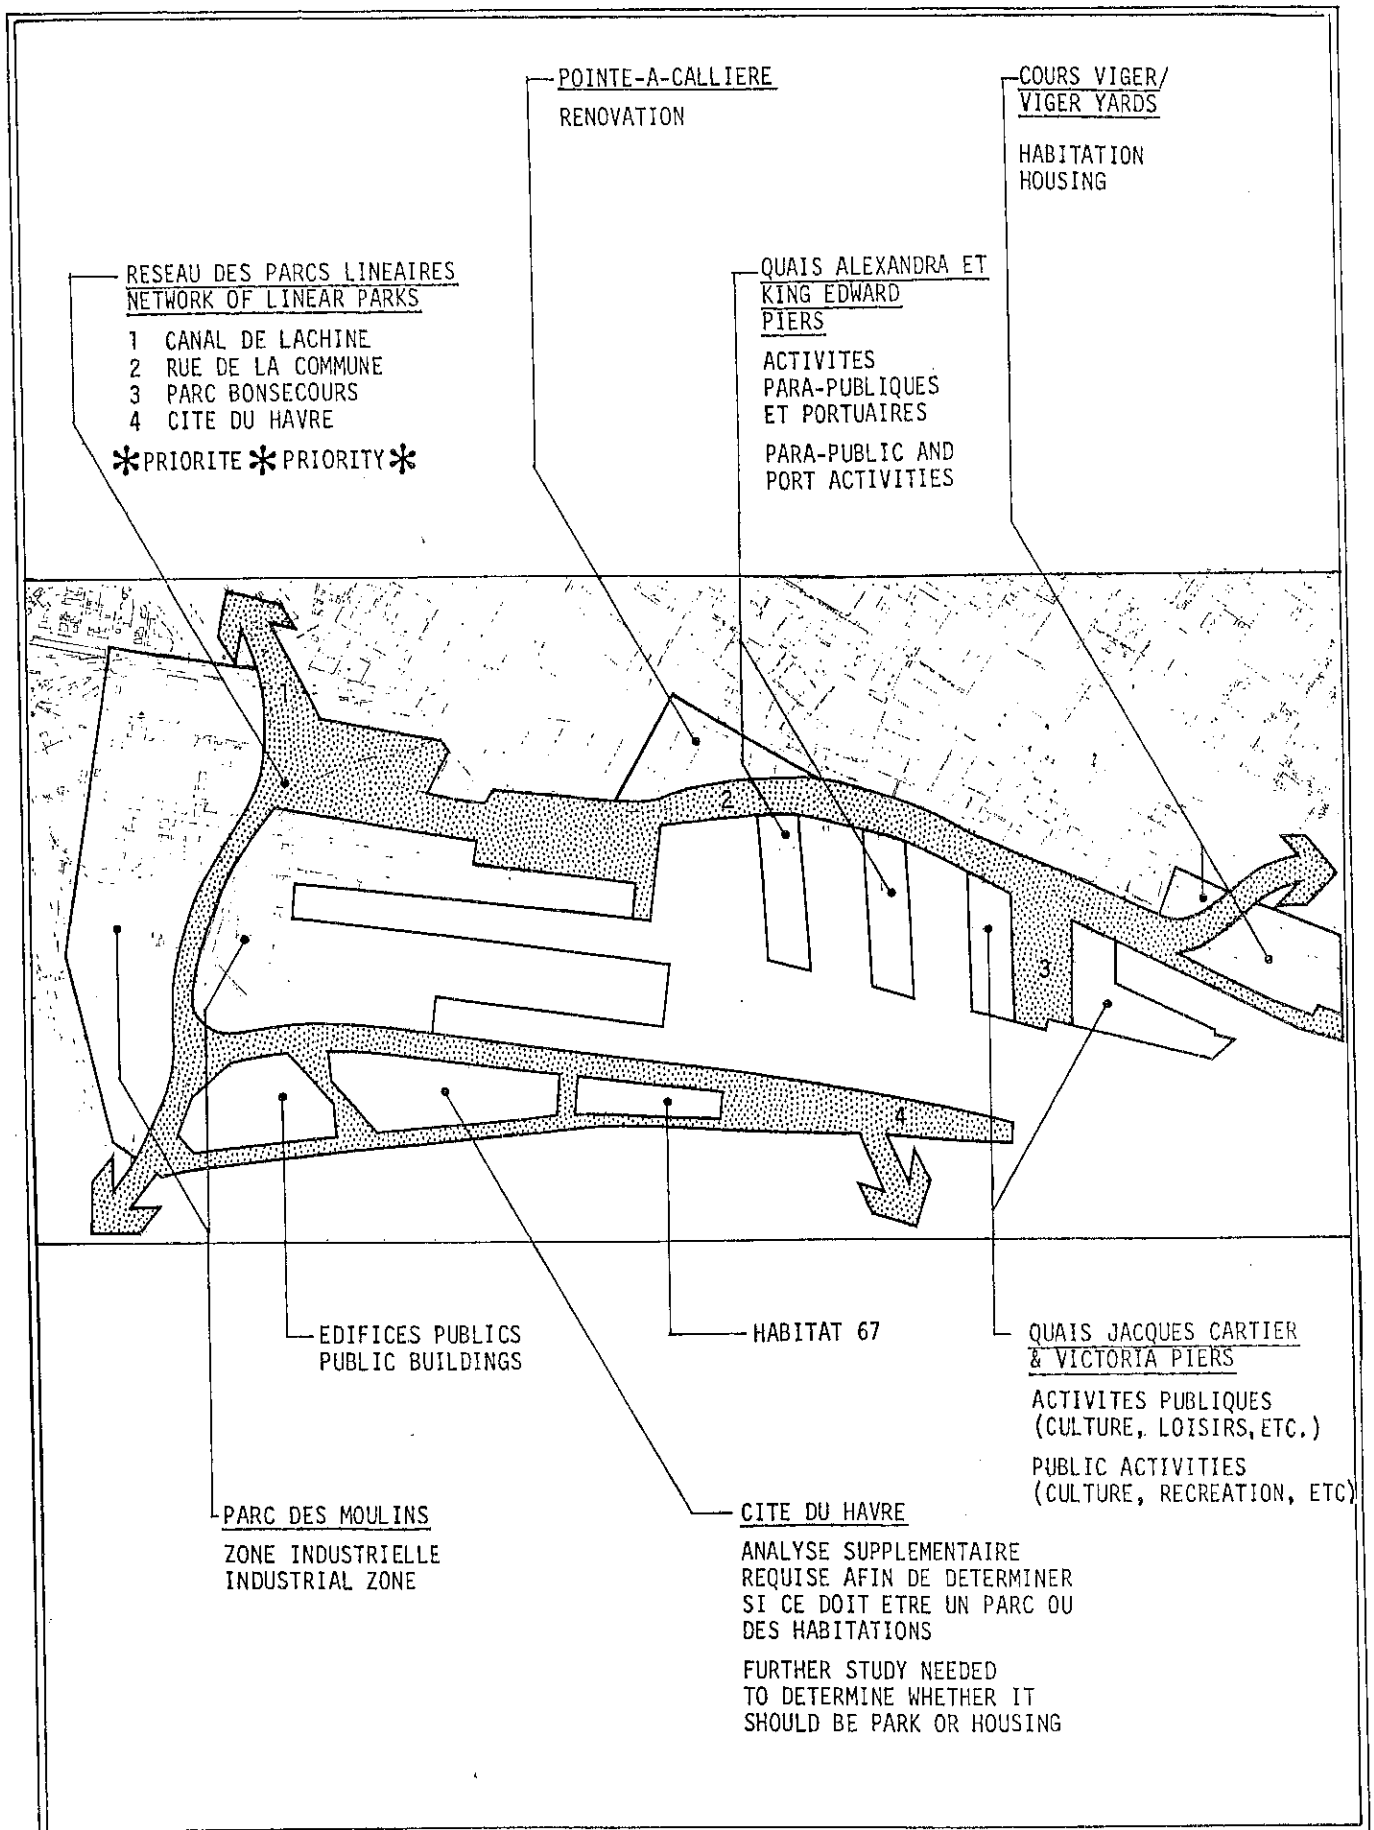 POINTE-A-CALLIERE
RENOVATION
COURS VIGER/
VIGER YARDS
HABITATION
HOUSING
RESEAU DES PARCS LINEAIRES
NETWORK OF LINEAR PARKS
1 CANAL DE LACHINE
2 RUE DE LA COMMUNE
3 PARC BONSECOURS
4 CITE DU HAVRE
*PRIORITE*PRIORITY*
QUAIS ALEXANDRA ET
KING EDWARD
PIERS
ACTIVITES
PARA-PUBLIQUES
ET PORTUAIRES
PARA-PUBLIC AND
PORT ACTIVITIES
1
2
3
4
EDIFICES PUBLICS
PUBLIC BUILDINGS
HABITAT 67
QUAIS JACQUES CARTIER
& VICTORIA PIERS
ACTIVITES PUBLIQUES
(CULTURE, LOISIRS, ETC.)
PUBLIC ACTIVITIES
(CULTURE, RECREATION, ETC)
PARC DES MOULINS
ZONE INDUSTRIELLE
INDUSTRIAL ZONE
CITE DU HAVRE
ANALYSE SUPPLEMENTAIRE
REQUISE AFIN DE DETERMINER
SI CE DOIT ETRE UN PARC OU
DES HABITATIONS
FURTHER STUDY NEEDED
TO DETERMINE WHETHER IT
SHOULD BE PARK OR HOUSING